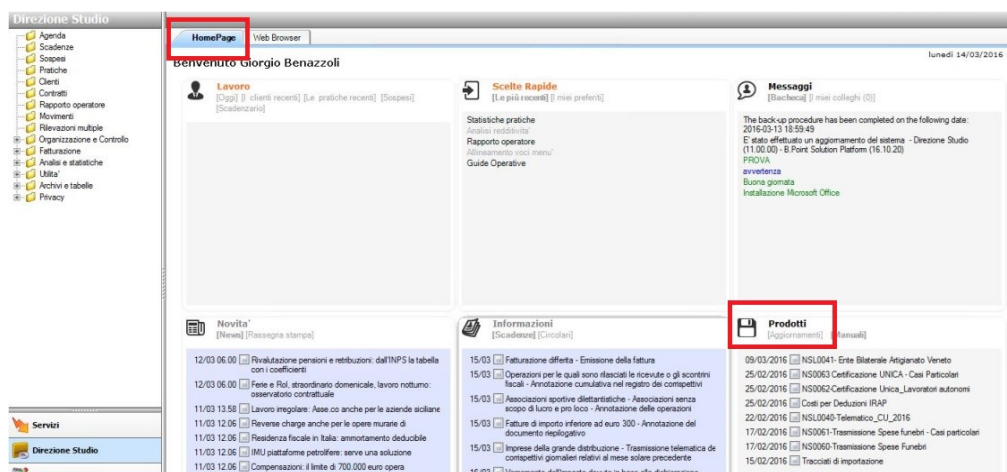 Direzione Studio
Agenda
Scadenze
Sospesi
Pratiche
Clienti
Contratti
Rapporto operatore
Movimenti
Rilevazioni multiple
Organizzazione e Controllo
Fatturazione
Analisi e statistiche
Utilita'
Archivi e tabelle
Privacy
Servizi
Direzione Studio
HomePage
Web Browser
lunedì 14/03/2016
Benvenuto Giorgio Benazzoli
Lavoro
[Oggi] [I clienti recenti] [Le pratiche recenti] [Sospesi]
[Scadenzario]
Scelte Rapide
[Le più recenti] [I miei preferiti]
Statistiche pratiche
Analisi redditivita'
Rapporto operatore
Allineamento voci menu'
Guide Operative
Messaggi
[Bacheca] [I miei colleghi (0)]
The back-up procedure has been completed on the following date:
2016-03-13 18:59:49
E' stato effettuato un aggiornamento del sistema - Direzione Studio
(11.00.00) - B.Point Solution Platform (16.10.20)
PROVA
avvertenza
Buona giornata
Installazione Microsoft Office
Novita'
[News] [Rassegna stampa]
12/03 06.00 Rivalutazione pensioni e retribuzioni: dall'INPS la tabella
con i coefficienti
12/03 06.00 Ferie e Rol, straordinario domenicale, lavoro notturno:
osservatorio contrattuale
11/03 13.58 Lavoro irregolare: Asse.co anche per le aziende siciliane
11/03 12.06 Reverse charge anche per le opere murarie di
11/03 12.06 Residenza fiscale in Italia: ammortamento deducibile
11/03 12.06 IMU piattaforme petrolifere: serve una soluzione
11/03 12.06 Compensazioni: il limite di 700.000 euro opera
Informazioni
[Scadenze] [Circolari]
15/03 Fatturazione differita - Emissione della fattura
15/03 Operazioni per le quali sono rilasciati le ricevute o gli scontrini
fiscali - Annotazione cumulativa nel registro dei corrispettivi
15/03 Associazioni sportive dilettantistiche - Associazioni senza
scopo di lucro e pro loco - Annotazione delle operazioni
15/03 Fatture di importo inferiore ad euro 300 - Annotazione del
documento riepilogativo
15/03 Imprese della grande distribuzione - Trasmissione telematica de
corrispettivi giornalieri relativi al mese solare precedente
Prodotti
[Aggiornamenti] [Manuali]
09/03/2016 NSL0041- Ente Bilaterale Artigianato Veneto
25/02/2016 NS0063 Certificazione UNICA - Casi Particolari
25/02/2016 NS0062-Certificazione Unica_Lavoratori autonomi
25/02/2016 Costi per Deduzioni IRAP
22/02/2016 NSL0040-Telematico_CU_2016
17/02/2016 NS0061-Trasmissione Spese funebri - Casi particolari
17/02/2016 NS0060-Trasmissione Spese Funebri
15/02/2016 Tracciati di importazione